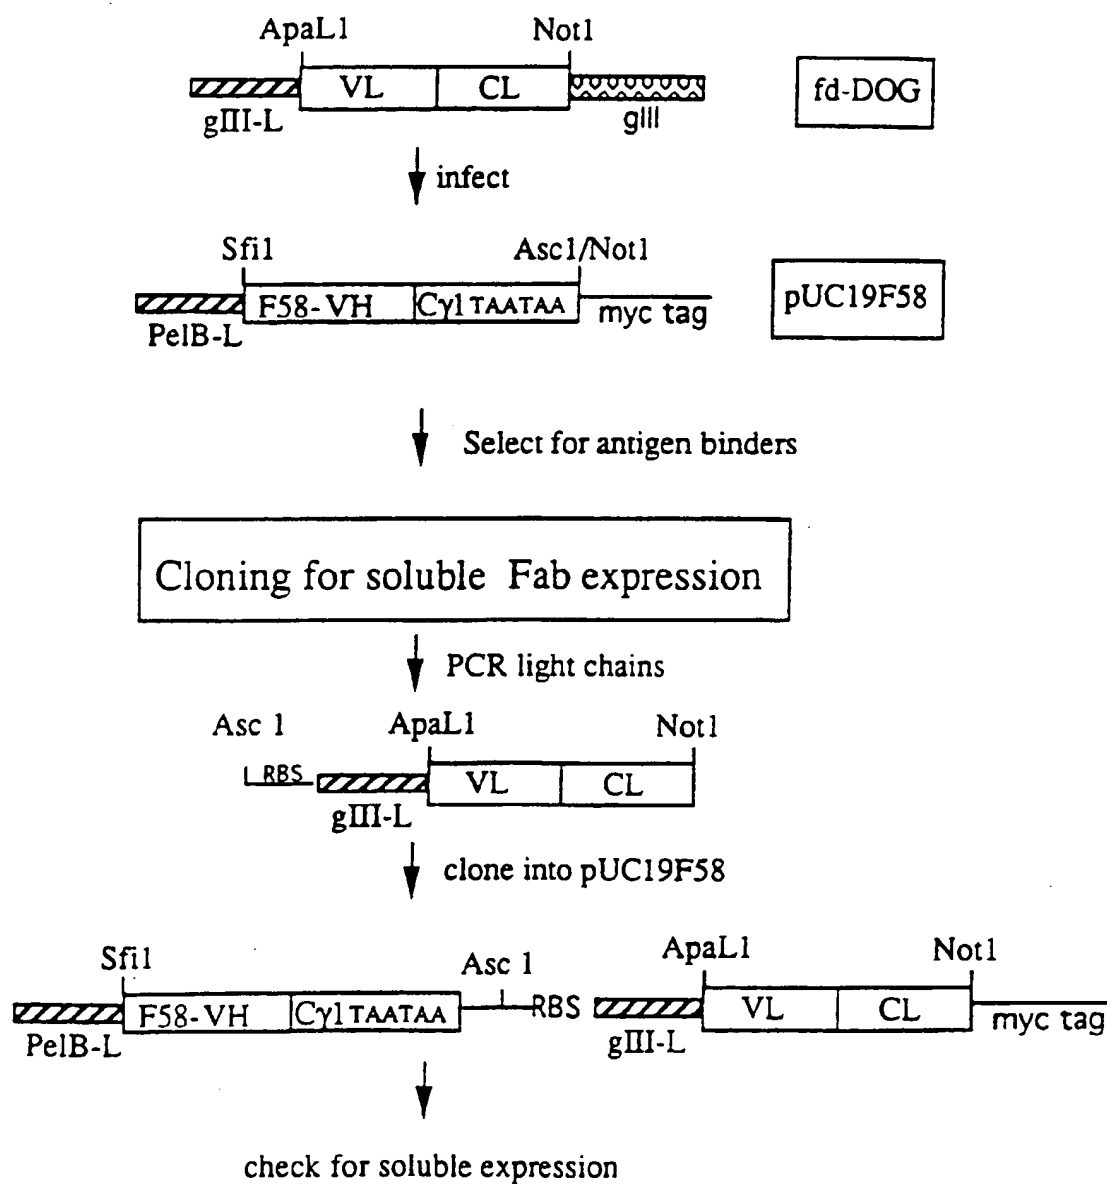 ApaL1 Not1
VL CL
gIII-L gIII
fd-DOG
infect
Sfi1 Asc1/Not1
F58-VH Cγ1 TAATAA
PelB-L myc tag
pUC19F58
Select for antigen binders
Cloning for soluble Fab expression
PCR light chains
Asc 1 ApaL1 Not1
RBS VL CL
gIII-L
clone into pUC19F58
Sfi1 Asc 1 ApaL1 Not1
F58-VH Cγ1 TAATAA RBS VL CL
PelB-L gIII-L myc tag
check for soluble expression